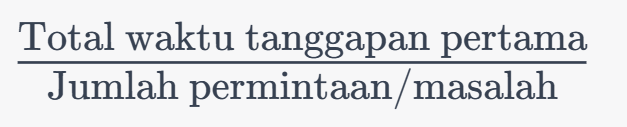 Total waktu tanggapan pertama
Jumlah permintaan/masalah